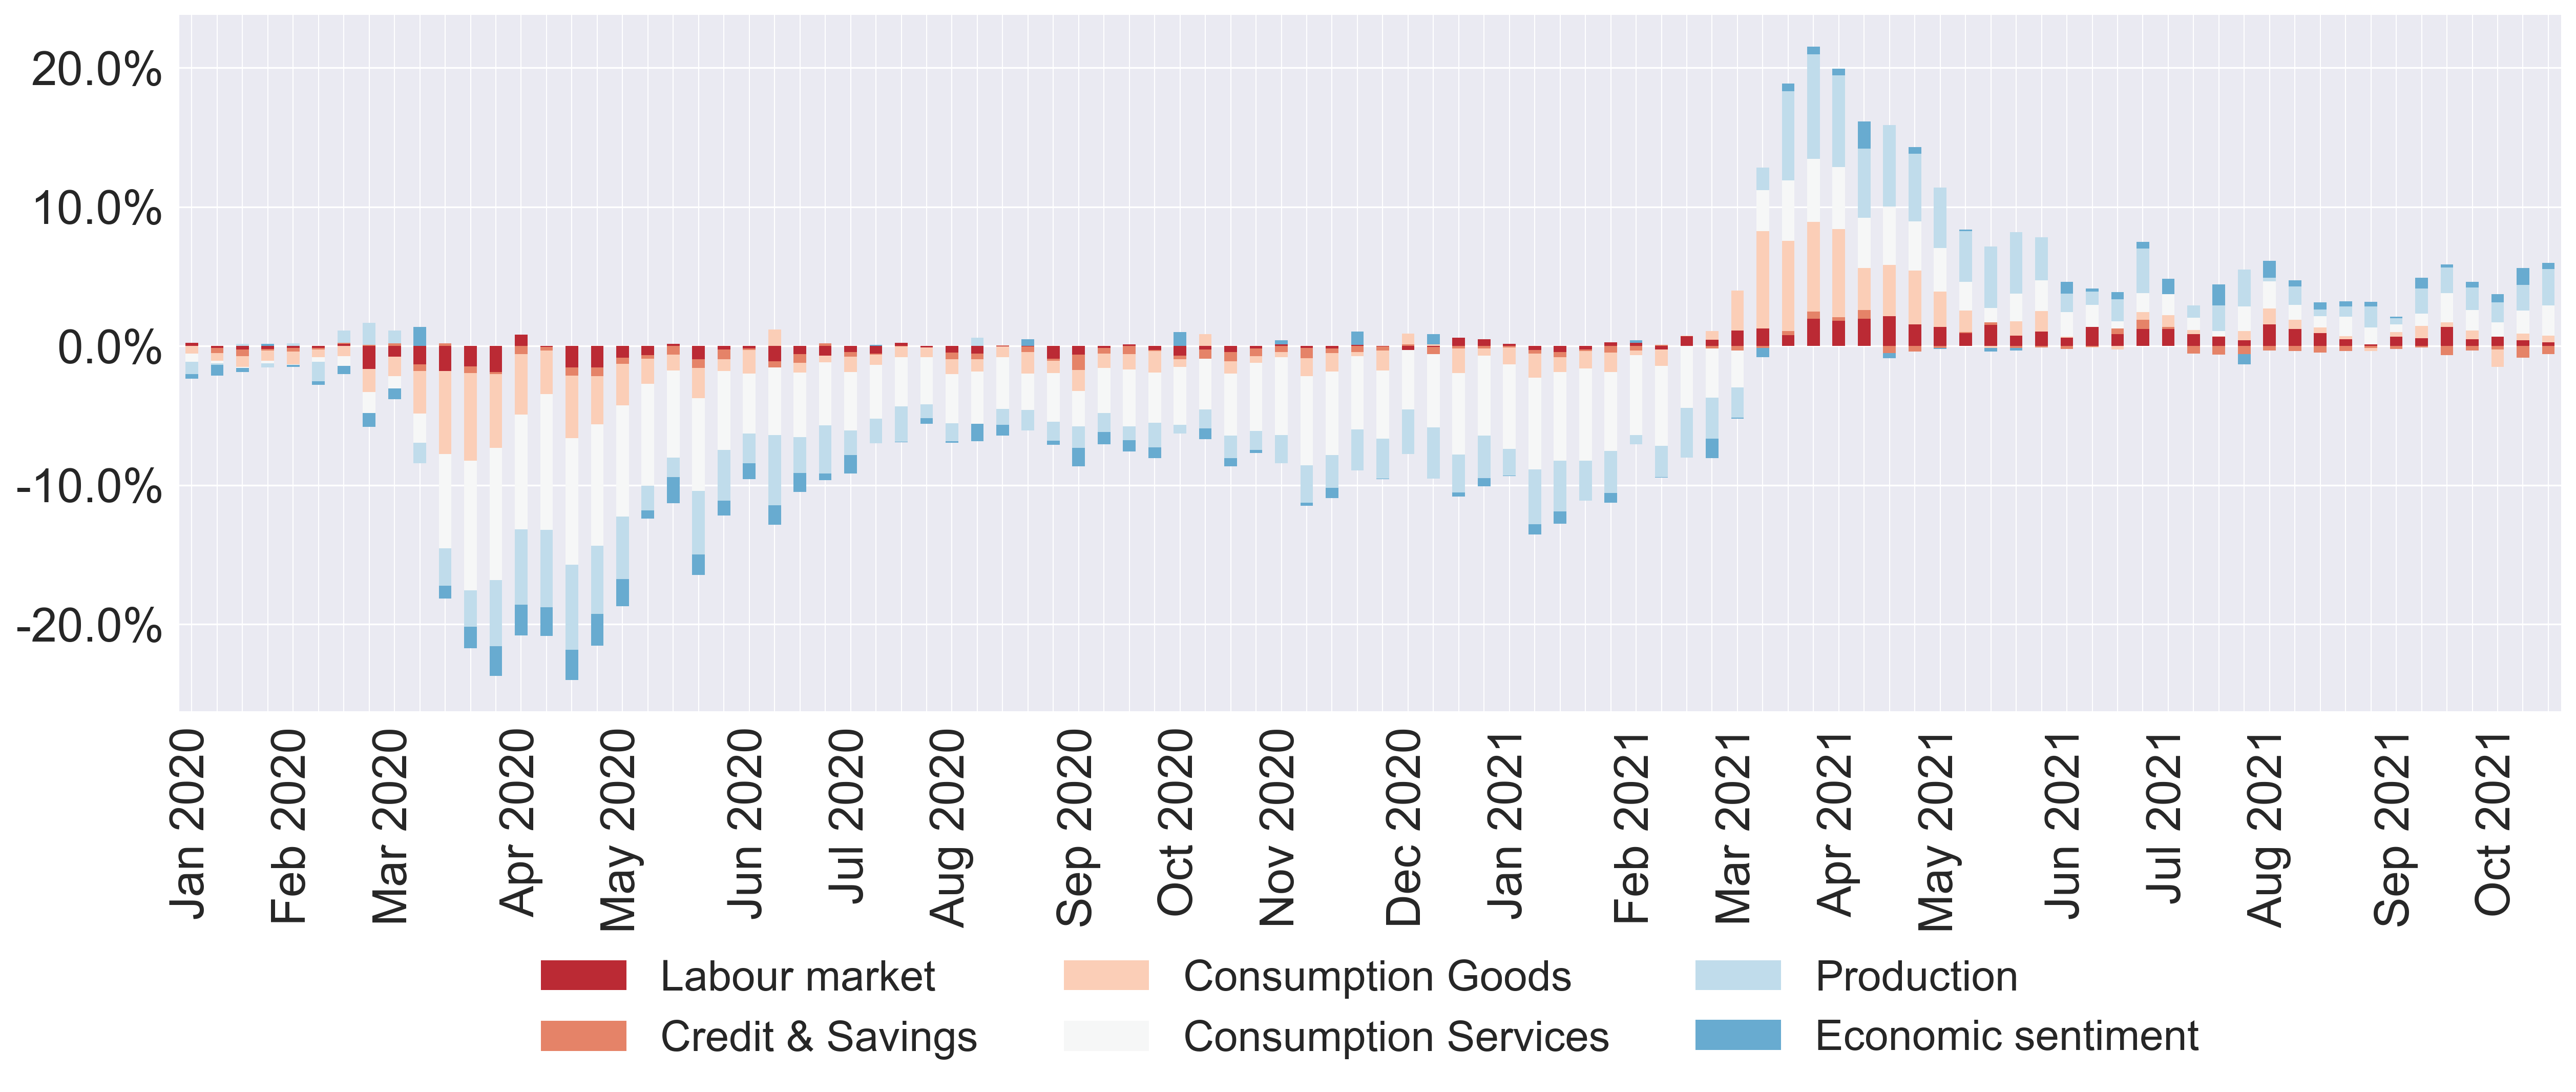 20.0%
10.0%
0.0%
-10.0%
-20.0%
Jan 2020
Feb 2020
Mar 2020
Apr 2020
May 2020
Jun 2020
Jul 2020
Aug 2020
Sep 2020
Oct 2020
Nov 2020
Dec 2020
Jan 2021
Feb 2021
Mar 2021
Apr 2021
May 2021
Jun 2021
Jul 2021
Aug 2021
Sep 2021
Oct 2021
Labour market
Credit & Savings
Consumption Goods
Consumption Services
Production
Economic sentiment